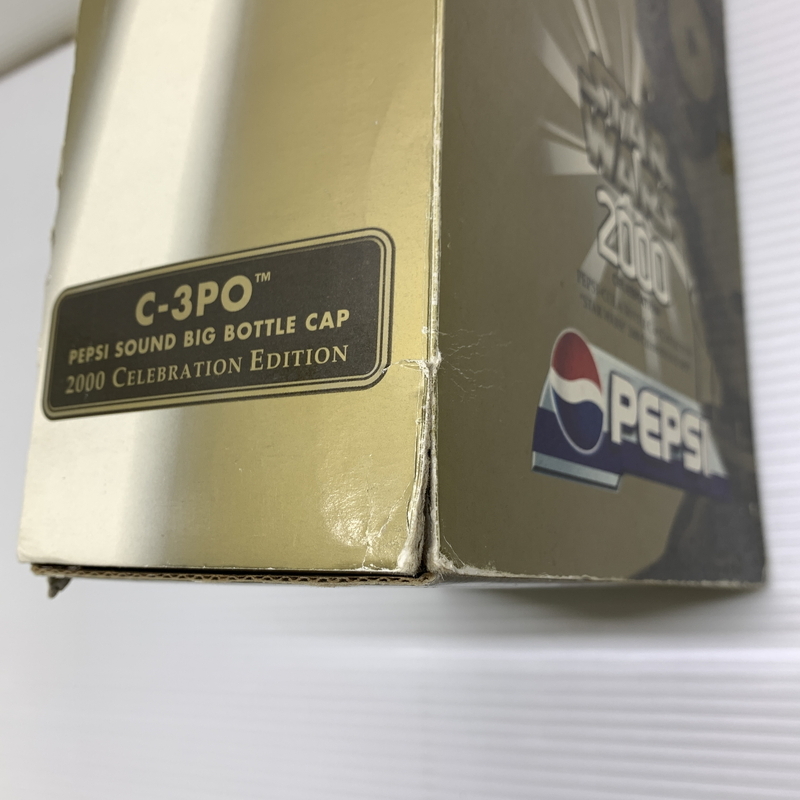 C-3PO™
PEPSI SOUND BIG BOTTLE CAP
2000 CELEBRATION EDITION
STAR
WARS
2000
PEPSI